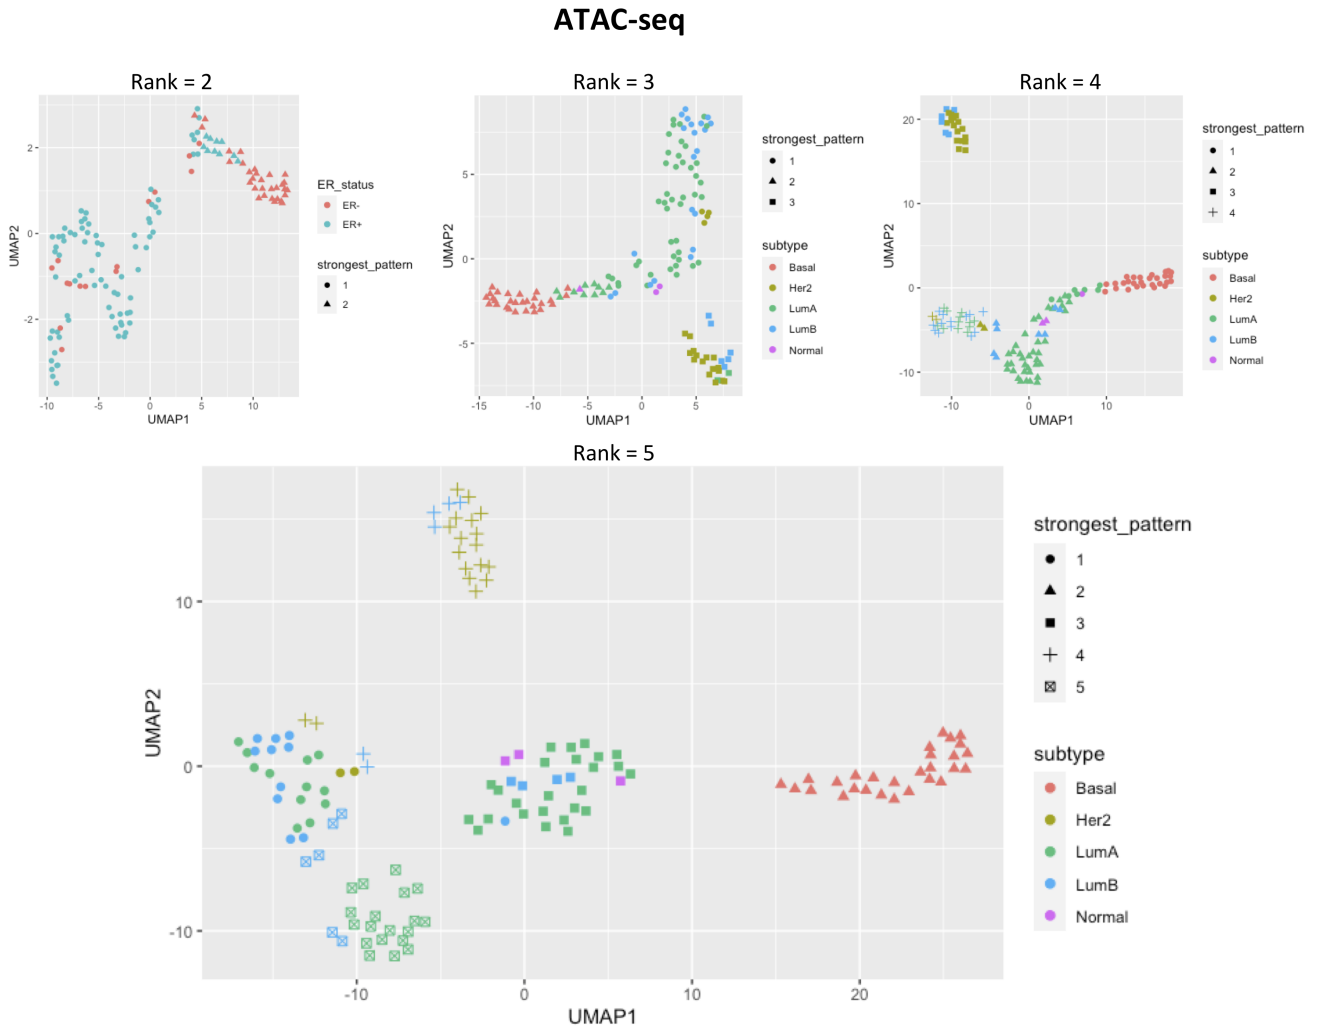 ATAC-seq
Rank = 2
2
0
-2
-10
-5
0
5
10
UMAP1
UMAP2
ER_status
ER-
ER+
strongest_pattern
1
2
Rank = 3
5
0
-5
-15
-10
-5
0
5
UMAP1
UMAP2
strongest_pattern
1
2
3
subtype
Basal
Her2
LumA
LumB
Normal
Rank = 4
20
10
0
-10
-10
0
10
UMAP1
UMAP2
strongest_pattern
1
2
3
4
subtype
Basal
Her2
LumA
LumB
Normal
Rank = 5
10
0
-10
-10
0
10
20
UMAP1
UMAP2
strongest_pattern
1
2
3
4
5
subtype
Basal
Her2
LumA
LumB
Normal